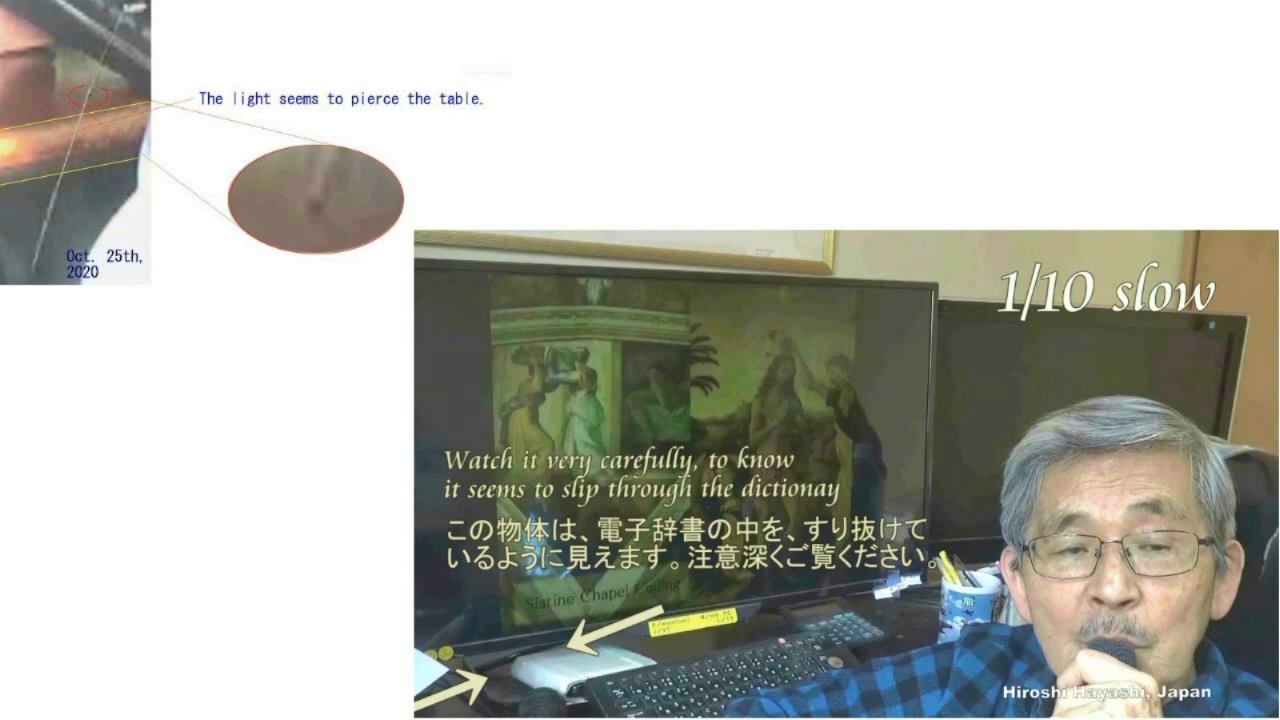 The light seems to pierce the table.
Oct. 25th,
2020
1/10 slow
Watch it very carefully, to know
it seems to slip through the dictionay
この物体は、電子辞書の中を、すり抜けて
いるように見えます。注意深くご覧ください。
Sistine Chapel Ceiling
Hiroshi Hayashi, Japan